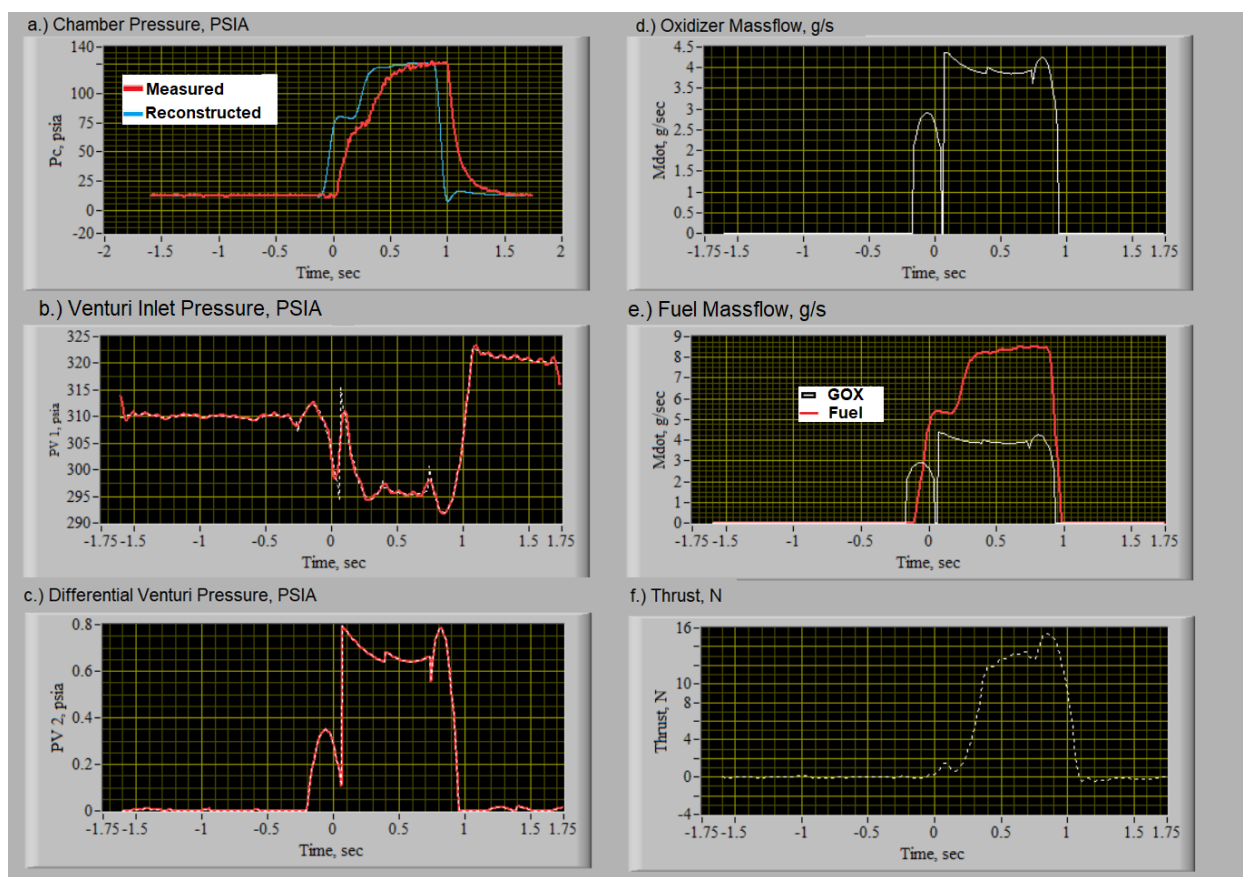 a.) Chamber Pressure, PSIA
140
100
75
50
25
0
-20
-2 -1.5 -1 -0.5 0 0.5 1 1.5 2
Pc, psia
Time, sec
Measured
Reconstructed
b.) Venturi Inlet Pressure, PSIA
325
320
315
310
305
300
295
290
-1.75 -1.5 -1 -0.5 0 0.5 1 1.5 1.75
PV 1, psia
Time, sec
c.) Differential Venturi Pressure, PSIA
0.8
0.6
0.4
0.2
0
-1.75 -1.5 -1 -0.5 0 0.5 1 1.5 1.75
PV 2, psia
Time, sec
d.) Oxidizer Massflow, g/s
4.5
4
3.5
3
2.5
2
1.5
1
0.5
0
-1.75 -1.5 -1 -0.5 0 0.5 1 1.5 1.75
Mdot, g/sec
Time, sec
e.) Fuel Massflow, g/s
9
8
7
6
5
4
3
2
1
0
-1.75 -1.5 -1 -0.5 0 0.5 1 1.5 1.75
Mdot, g/sec
Time, sec
GOX
Fuel
f.) Thrust, N
16
12
8
4
0
-4
-1.75 -1.5 -1 -0.5 0 0.5 1 1.5 1.75
Thrust, N
Time, sec